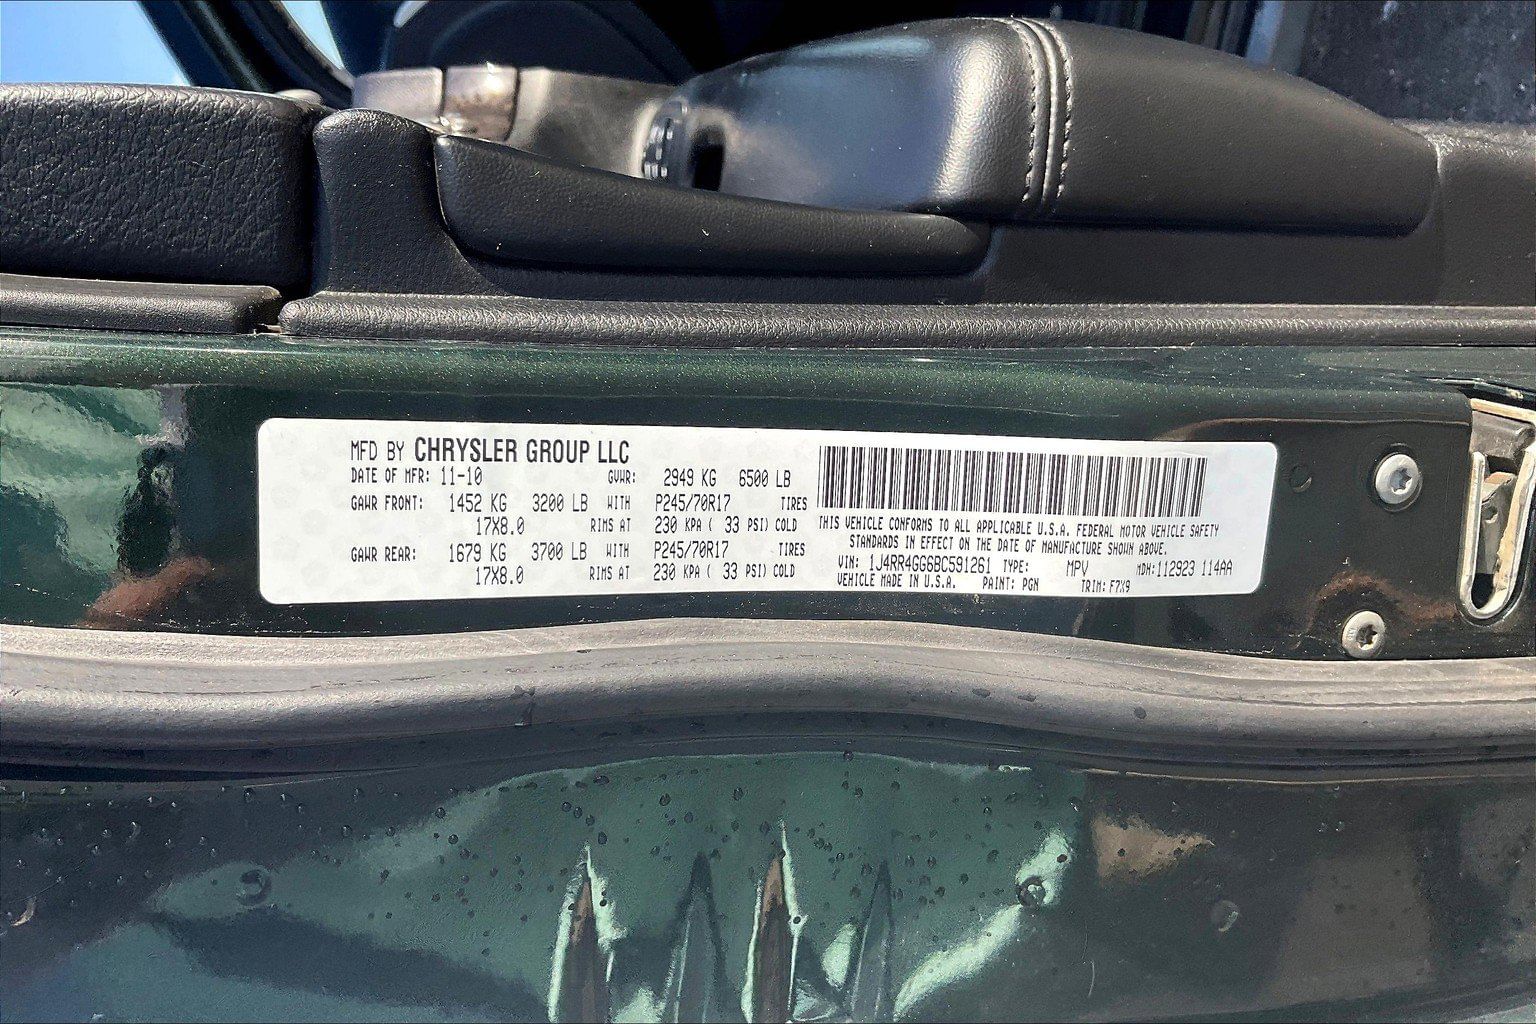 MFD BY CHRYSLER GROUP LLC
DATE OF MFR: 11-10 GVWR: 2949 KG 6500 LB
GAWR FRONT: 1452 KG 3200 LB WITH P245/70R17 TIRES
17X8.0 RIMS AT 230 KPA ( 33 PSI) COLD
GAWR REAR: 1679 KG 3700 LB WITH P245/70R17 TIRES
17X8.0 RIMS AT 230 KPA ( 33 PSI) COLD
THIS VEHICLE CONFORMS TO ALL APPLICABLE U.S.A. FEDERAL MOTOR VEHICLE SAFETY
STANDARDS IN EFFECT ON THE DATE OF MANUFACTURE SHOWN ABOVE.
VIN: 1J4RR4GG6BC591261 TYPE: MPV MDH:112923 114AA
VEHICLE MADE IN U.S.A. PAINT: PGN TRIM: F7X9